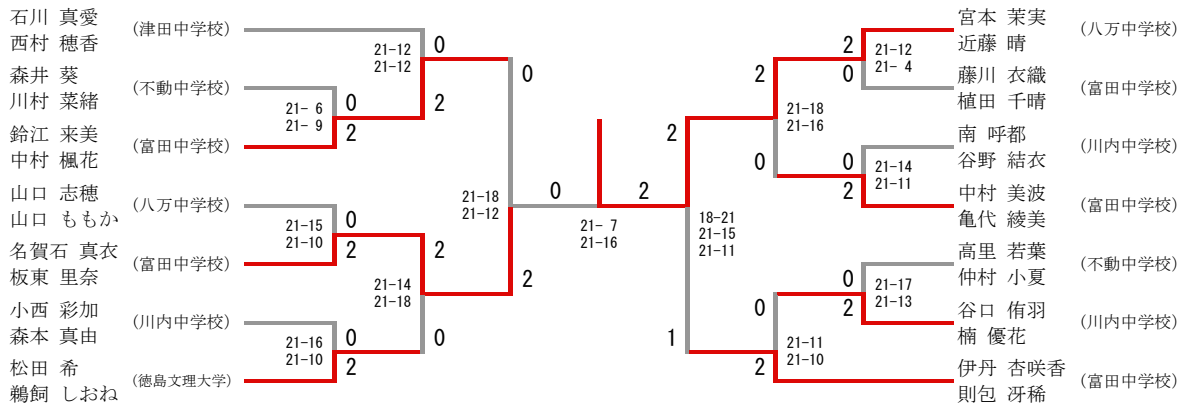 石川 真愛
西村 穂香
(津田中学校)
森井 葵
川村 菜緒
(不動中学校)
鈴江 来美
中村 楓花
(富田中学校)
山口 志穂
山口 ももか
(八万中学校)
名賀石 真衣
板東 里奈
(富田中学校)
小西 彩加
森本 真由
(川内中学校)
松田 希
鵜飼 しおね
(徳島文理大学)
21-12
21-12
0
2
21- 6
21- 9
0
2
21-15
21-10
0
2
21-16
21-10
0
2
21-14
21-18
2
0
21-18
21-12
0
2
0
2
21- 7
21-16
18-21
21-15
21-11
2
1
21-18
21-16
2
0
21-12
21- 4
2
0
21-14
21-11
0
2
21-17
21-13
0
2
21-11
21-10
0
2
宮本 茉実
近藤 晴
(八万中学校)
藤川 衣織
植田 千晴
(富田中学校)
南 呼都
谷野 結衣
(川内中学校)
中村 美波
亀代 綾美
(富田中学校)
高里 若葉
仲村 小夏
(不動中学校)
谷口 侑羽
楠 優花
(川内中学校)
伊丹 杏咲香
則包 冴稀
(富田中学校)